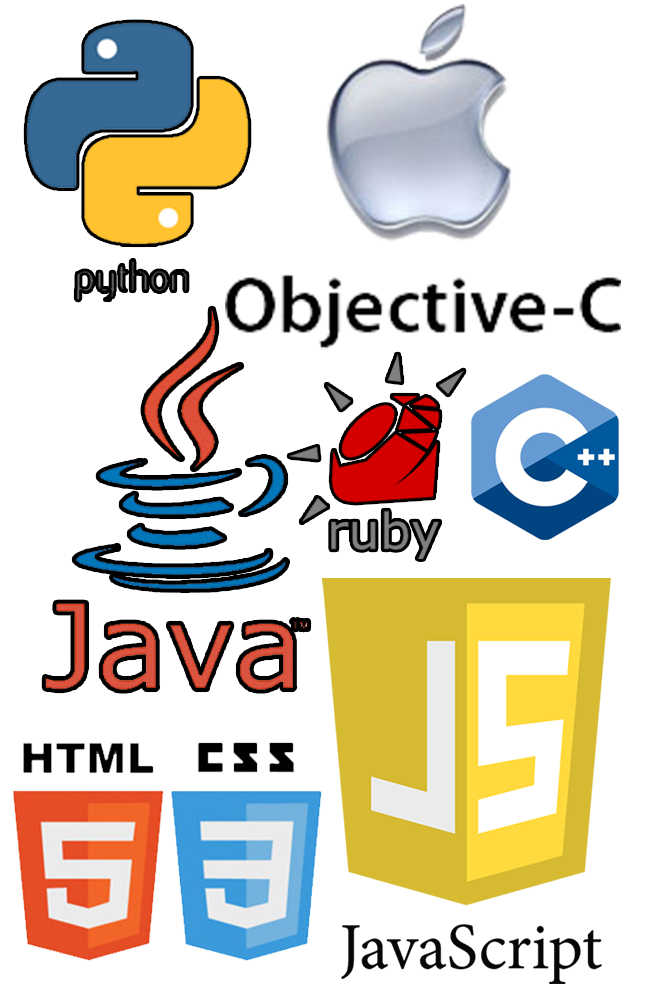 python
Objective-C
C++
ruby
Java™
JS
HTML
CSS
5
3
JavaScript